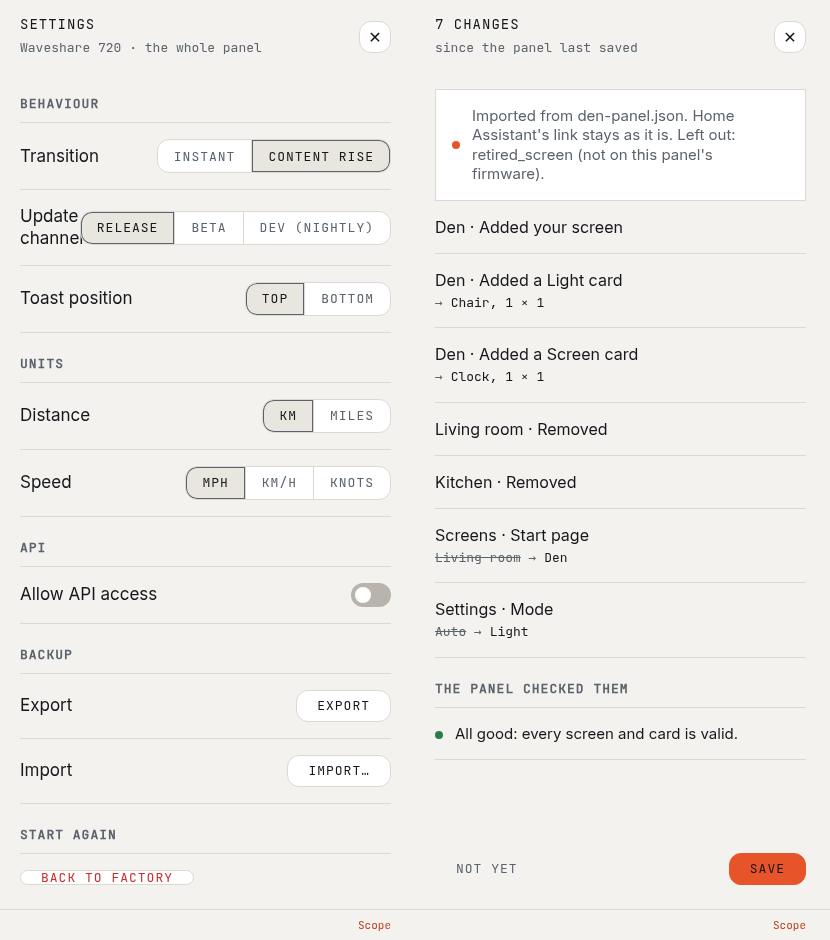 SETTINGS
Waveshare 720 · the whole panel
✕
BEHAVIOUR
Transition
INSTANT
CONTENT RISE
Update
channel
RELEASE
BETA
DEV (NIGHTLY)
Toast position
TOP
BOTTOM
UNITS
Distance
KM
MILES
Speed
MPH
KM/H
KNOTS
API
Allow API access
BACKUP
Export
EXPORT
Import
IMPORT…
START AGAIN
BACK TO FACTORY
Scope
7 CHANGES
since the panel last saved
✕
Imported from den-panel.json. Home
Assistant's link stays as it is. Left out:
retired_screen (not on this panel's
firmware).
Den · Added your screen
Den · Added a Light card
→ Chair, 1 × 1
Den · Added a Screen card
→ Clock, 1 × 1
Living room · Removed
Kitchen · Removed
Screens · Start page
Living room → Den
Settings · Mode
Auto → Light
THE PANEL CHECKED THEM
All good: every screen and card is valid.
NOT YET
SAVE
Scope